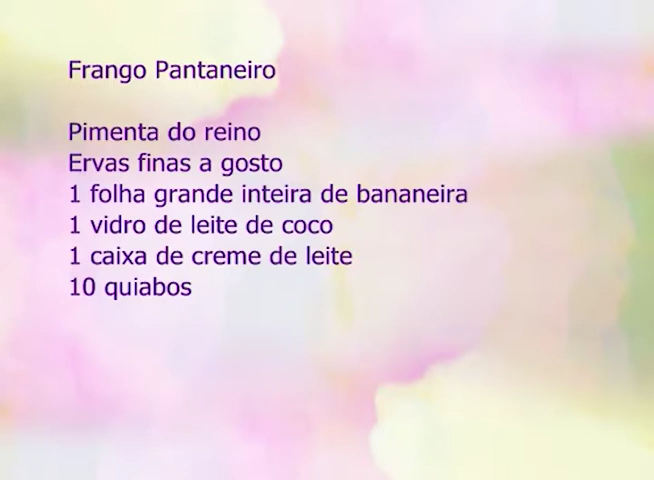 Frango Pantaneiro
Pimenta do reino
Ervas finas a gosto
1 folha grande inteira de bananeira
1 vidro de leite de coco
1 caixa de creme de leite
10 quiabos